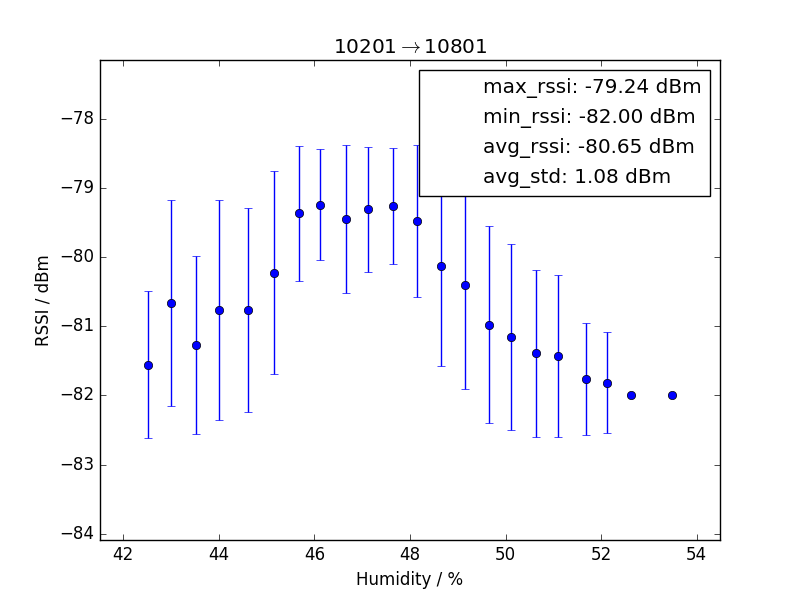 10201→10801
max_rssi: -79.24 dBm
min_rssi: -82.00 dBm
avg_rssi: -80.65 dBm
avg_std: 1.08 dBm
RSSI / dBm
−78
−79
−80
−81
−82
−83
−84
42 44 46 48 50 52 54
Humidity / %